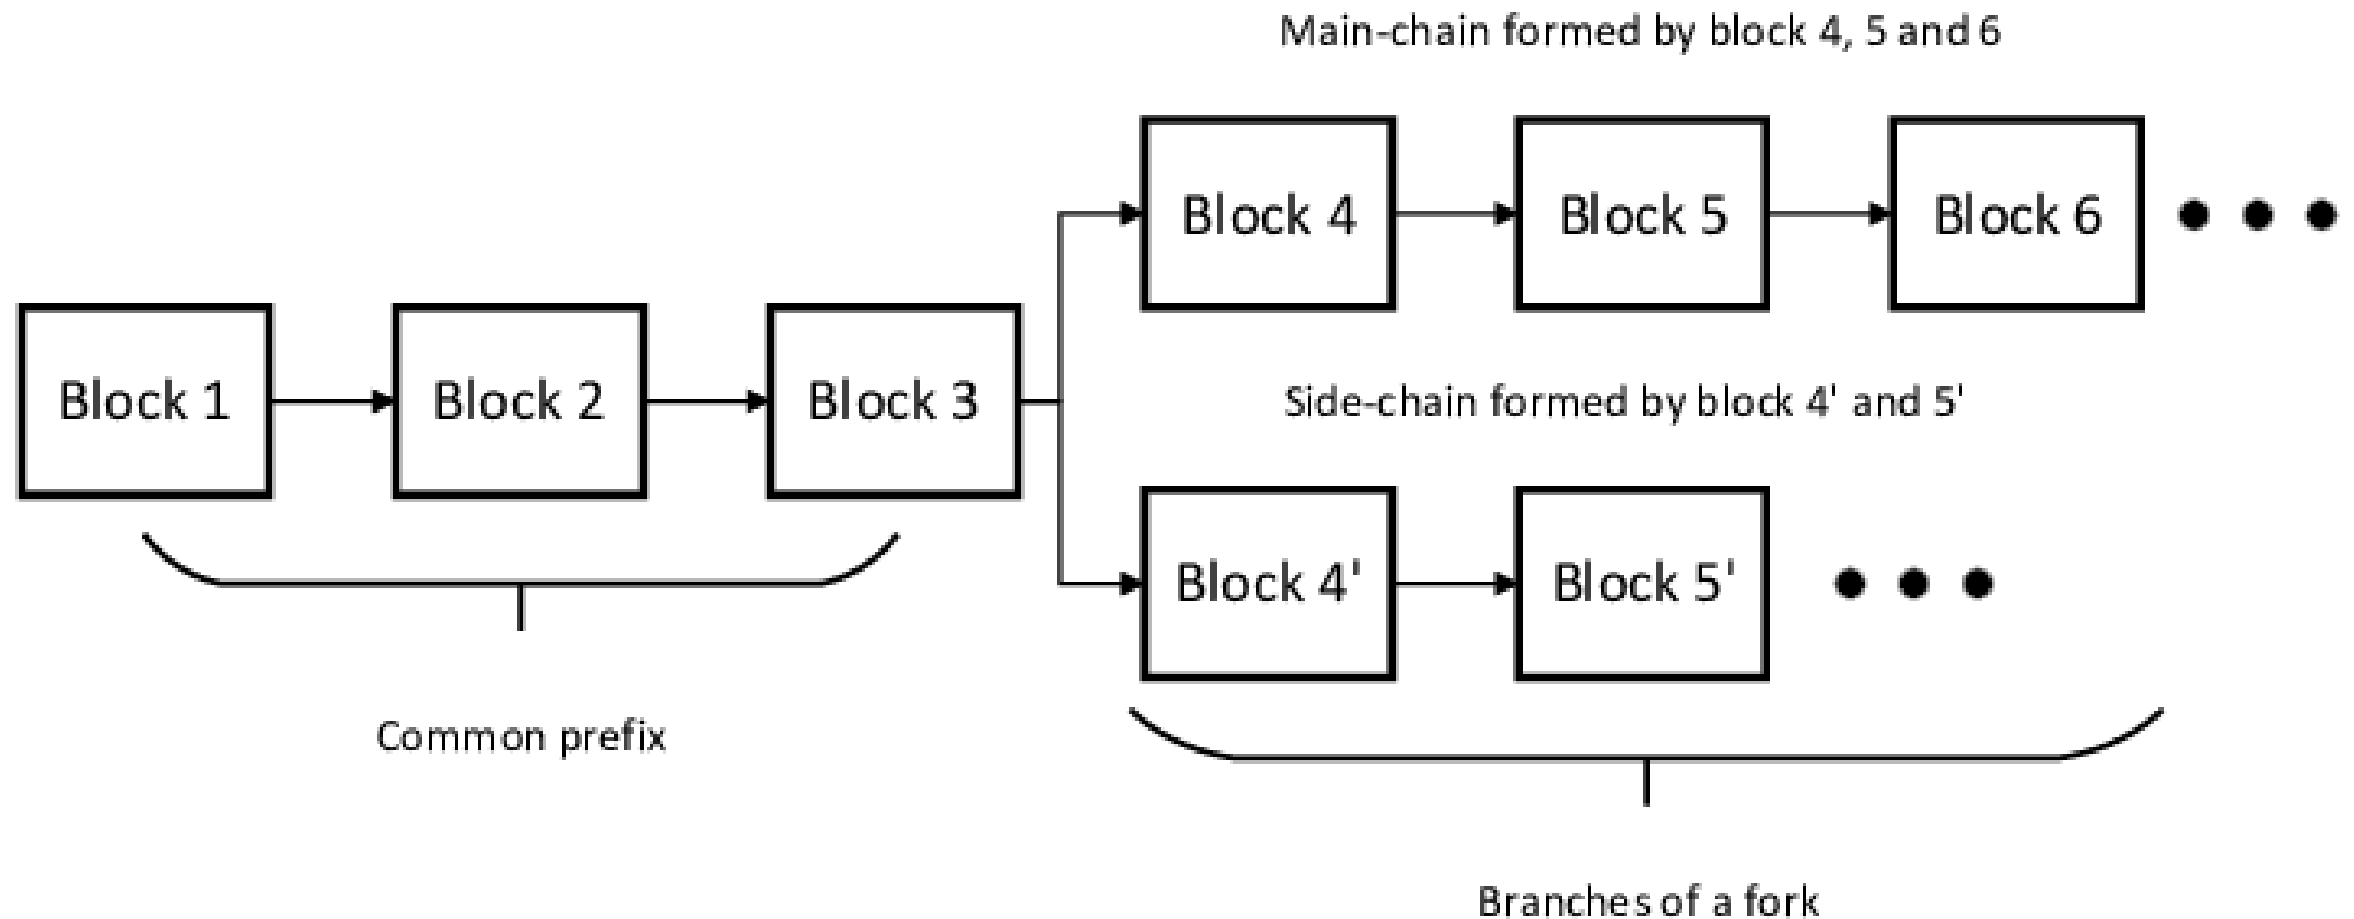 Main-chain formed by block 4, 5 and 6
Block 4
Block 5
Block 6
Block 1
Block 2
Block 3
Side-chain formed by block 4' and 5'
Block 4'
Block 5'
Common prefix
Branches of a fork